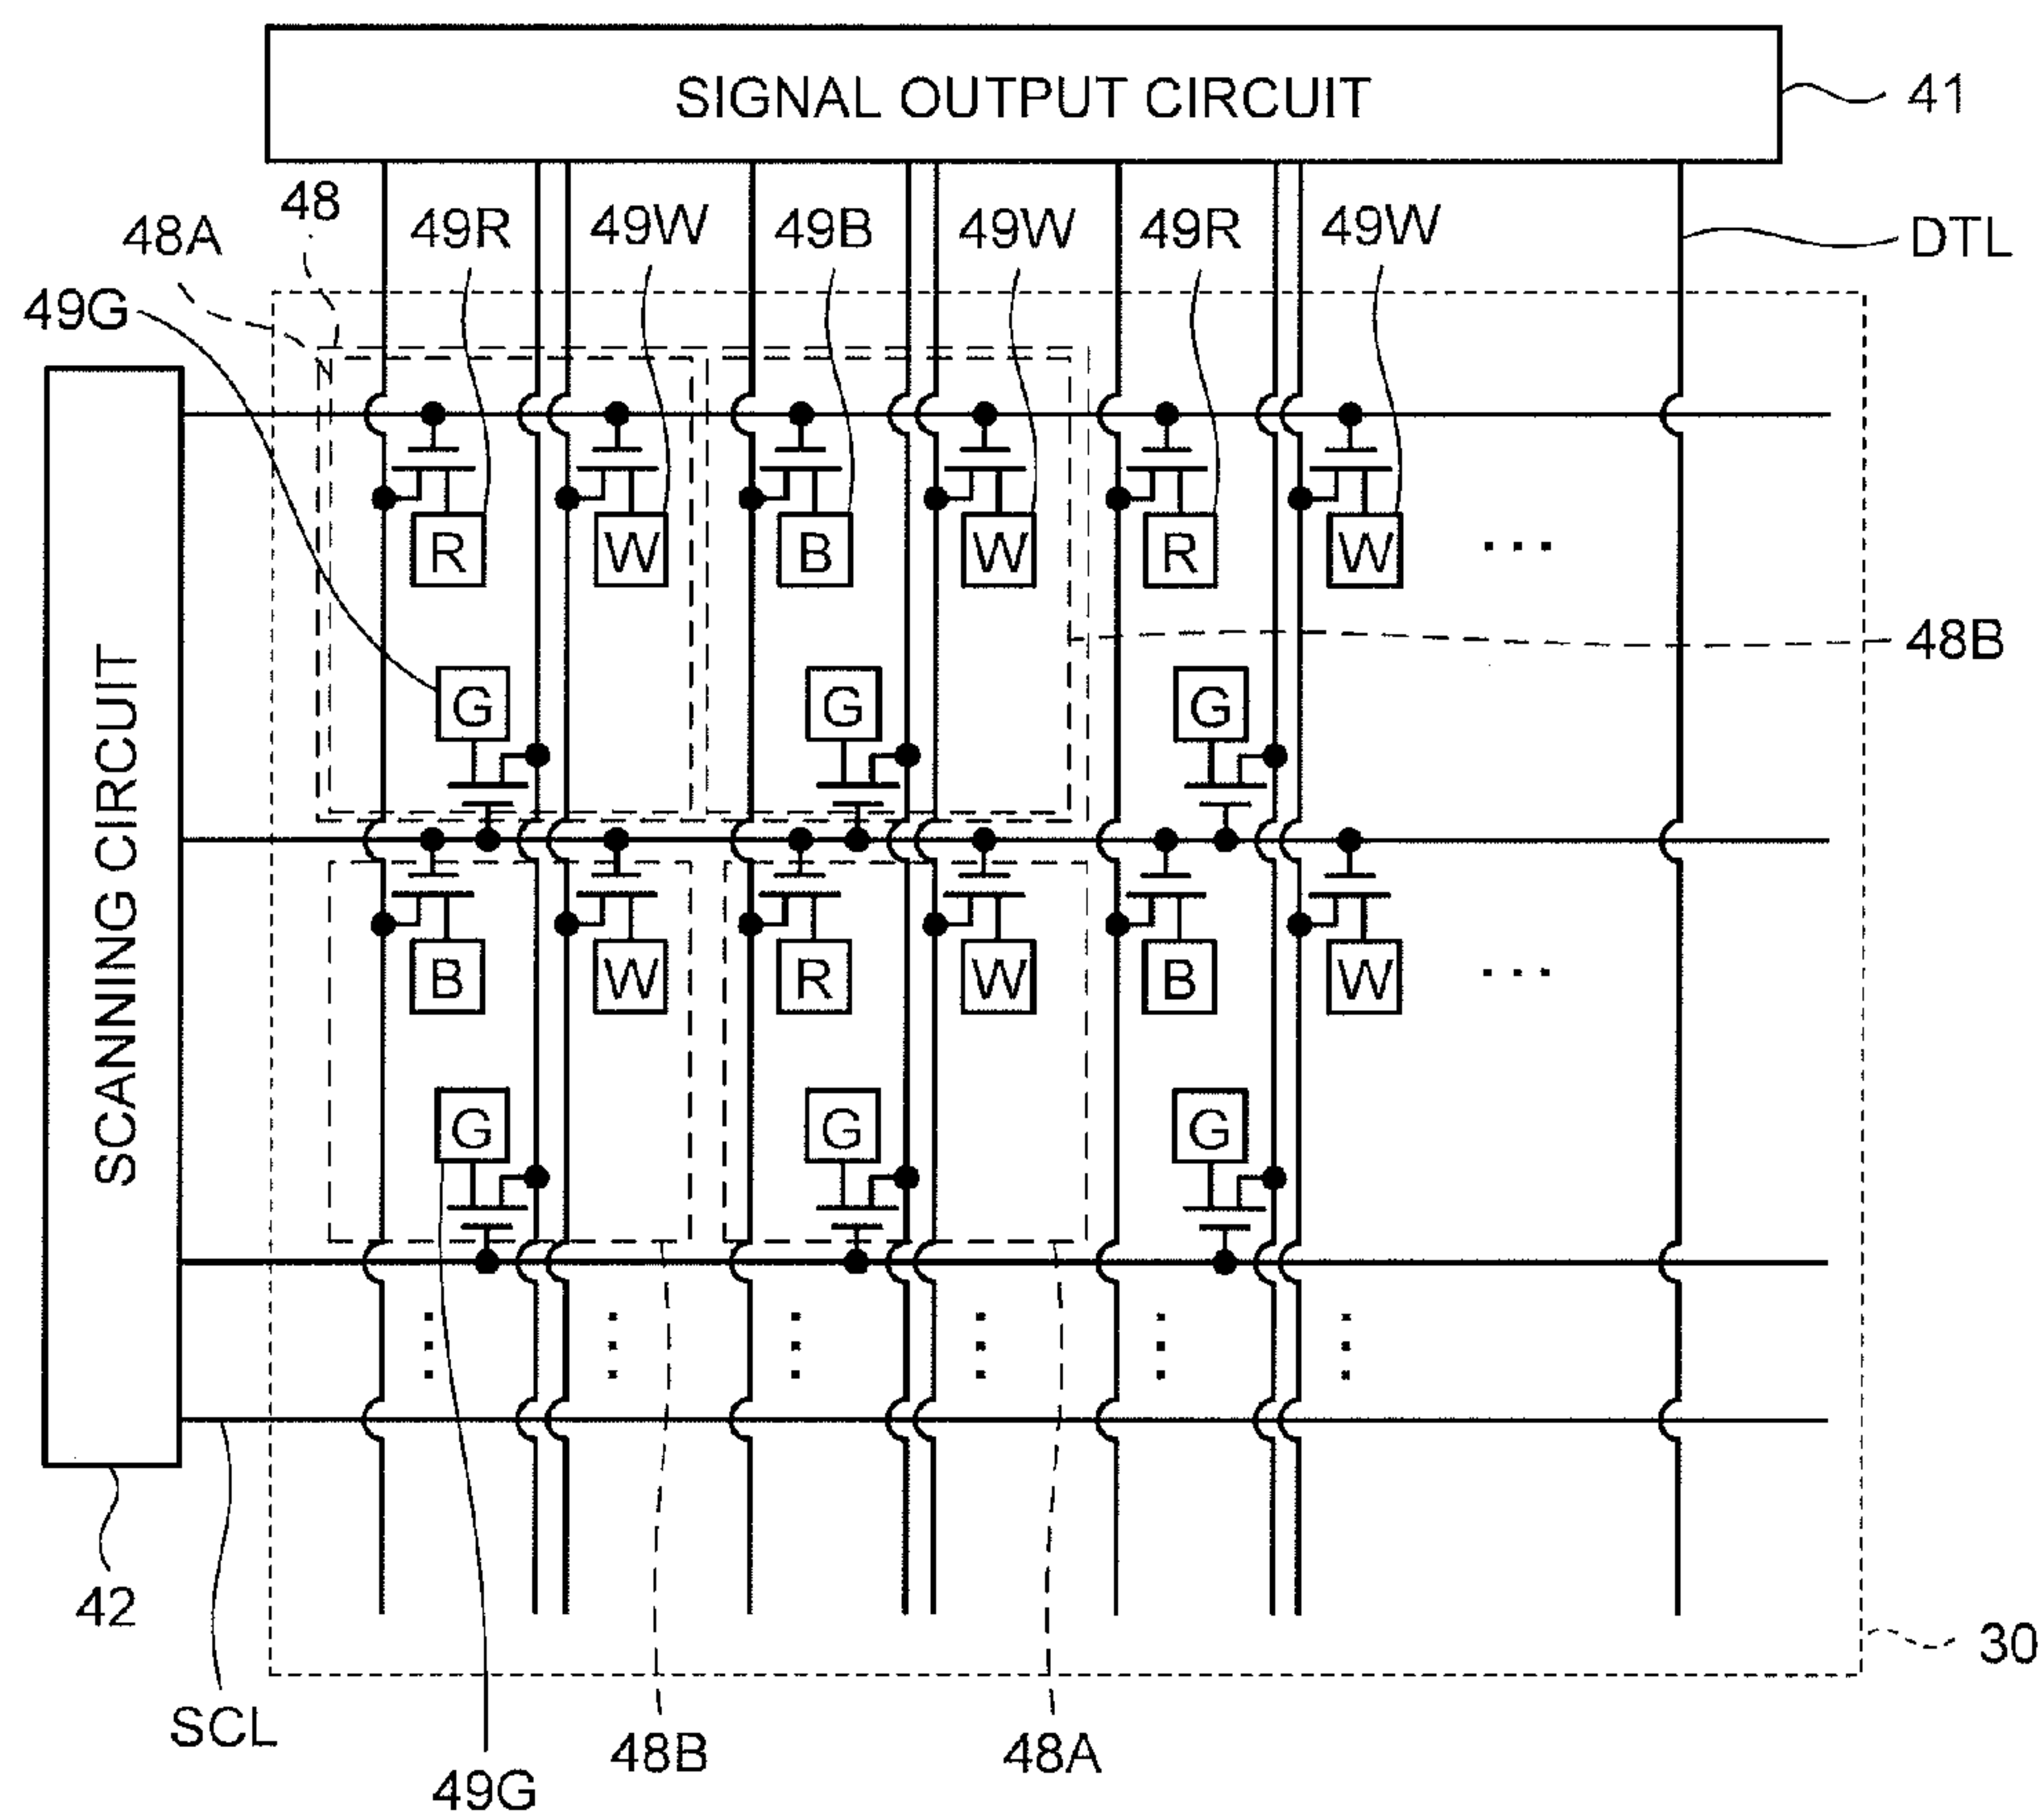 SIGNAL OUTPUT CIRCUIT
41
48
49R
49W
49B
49W
49R
49W
DTL
48A
49G
R
W
B
W
R
W
...
48B
G
G
G
SCANNING CIRCUIT
B
W
R
W
B
W
...
G
G
G
42
30
SCL
48B
48A
49G